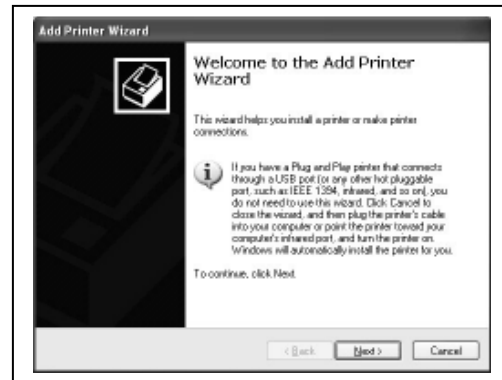 Add Printer Wizard
Welcome to the Add Printer
Wizard
This wizard helps you install a printer or make printer
connections.
If you have a Plug and Play printer that connects
through a USB port (or any other hot pluggable
port, such as IEEE 1394, infrared, and so on), you
do not need to use this wizard. Click Cancel to
close the wizard, and then plug the printer's cable
into your computer or point the printer toward your
computer's infrared port, and turn the printer on.
Windows will automatically install the printer for you.
To continue, click Next.
< Back
Next >
Cancel